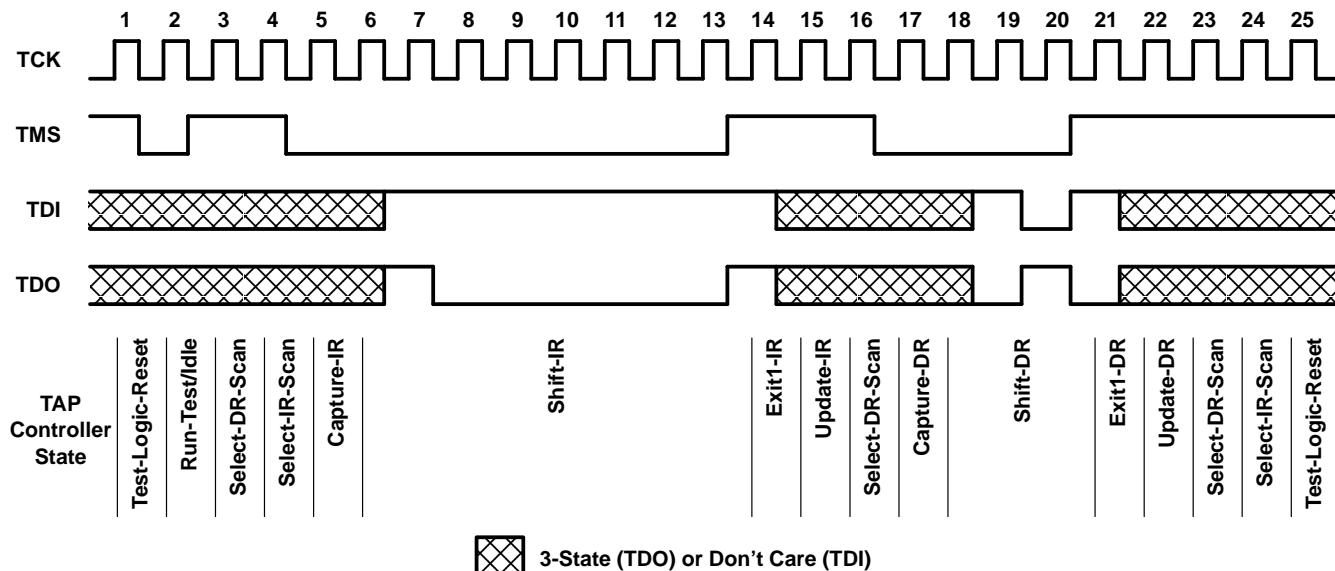 1 2 3 4 5 6 7 8 9 10 11 12 13 14 15 16 17 18 19 20 21 22 23 24 25
TCK
TMS
TDI
TDO
TAP
Controller
State
Test-Logic-Reset
Run-Test/Idle
Select-DR-Scan
Select-IR-Scan
Capture-IR
Shift-IR
Exit1-IR
Update-IR
Select-DR-Scan
Capture-DR
Shift-DR
Exit1-DR
Update-DR
Select-DR-Scan
Select-IR-Scan
Test-Logic-Reset
3-State (TDO) or Don’t Care (TDI)